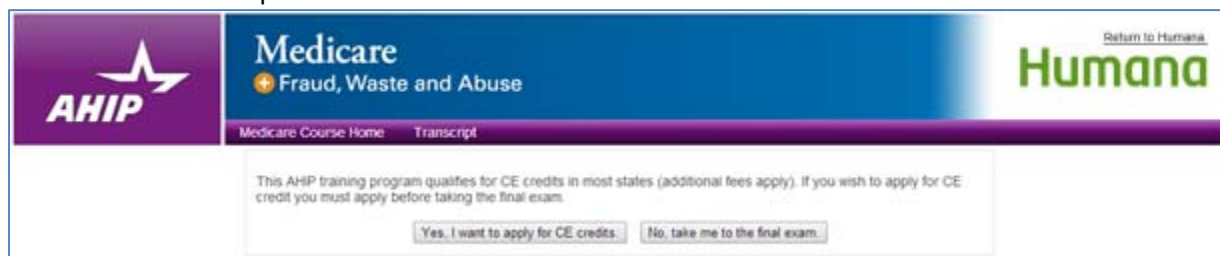 AHIP
Medicare
Fraud, Waste and Abuse
Return to Humana
Humana
Medicare Course Home Transcript
This AHIP training program qualifies for CE credits in most states (additional fees apply). If you wish to apply for CE
credit you must apply before taking the final exam.
Yes, I want to apply for CE credits. No, take me to the final exam.